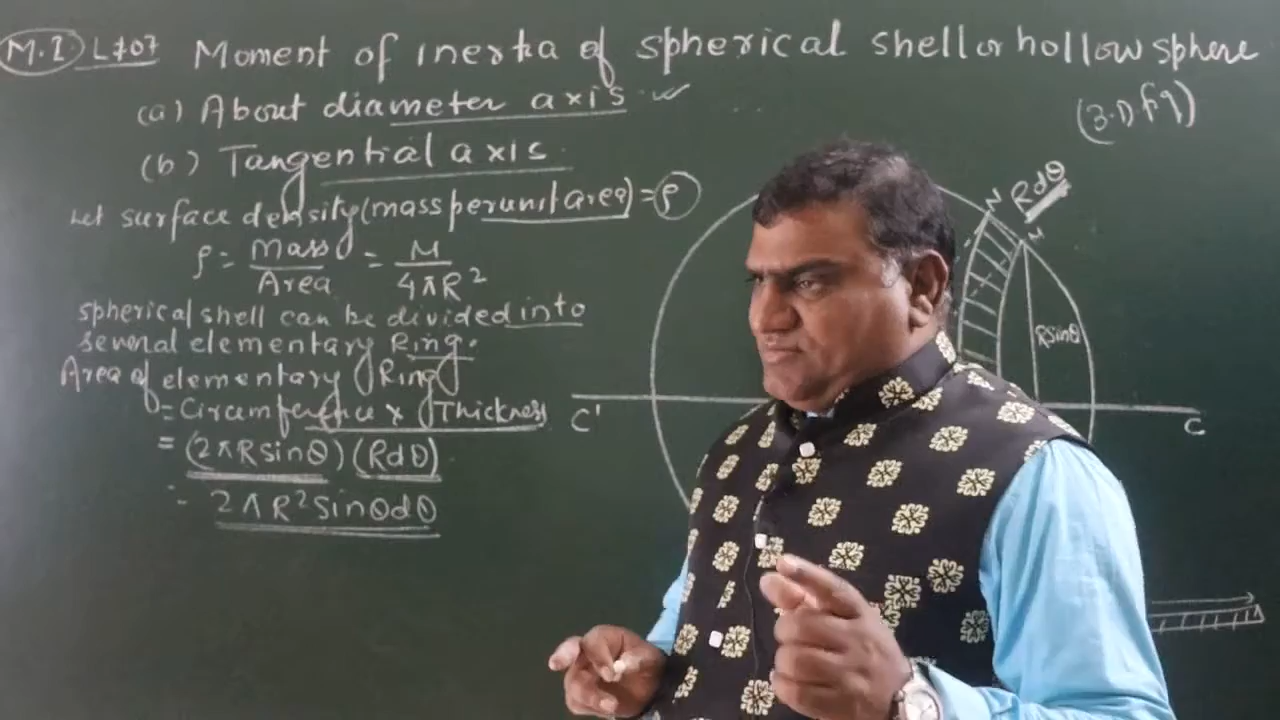 M.I L707 Moment of inertia of spherical shell or hollow sphere
(a) About diameter axis
(3.D fig)
(b) Tangential axis.
Let surface density (mass per unit area) = ρ
ρ = Mass/Area = M/4πR²
spherical shell can be divided into
several elementary Ring.
Area of elementary Ring
= Circumference × Thickness
= (2πRsinθ) (Rdθ)
= 2πR²sinθdθ
N Rdθ
M
Rsinθ
C' C